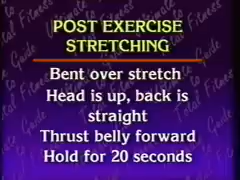 POST EXERCISE
STRETCHING
Bent over stretch
Head is up, back is
straight
Thrust belly forward
Hold for 20 seconds